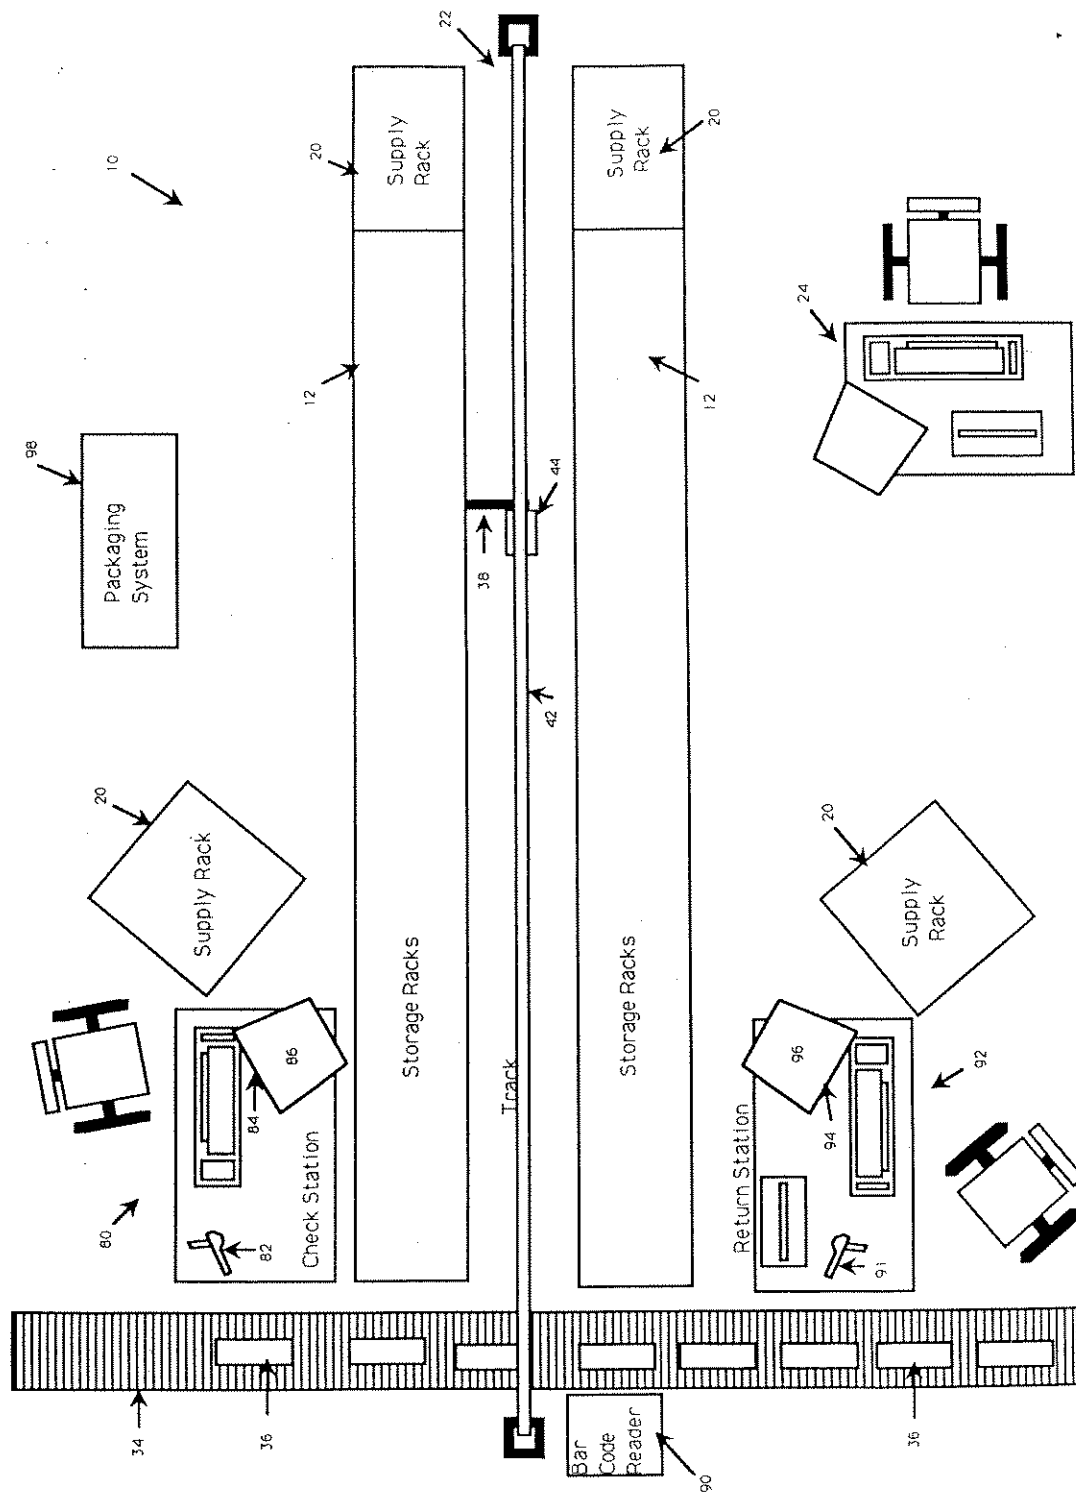 98
80
20
10
Packaging
System
34
Supply Rack
84
82
36
86
Check Station
12
20
Supply
Rack
Storage Racks
22
38
Track
42
44
Bar
Code
Reader
Supply
Rack
Storage Racks
90
12
20
Return Station
96
24
94
20
91
Supply
Rack
36
92